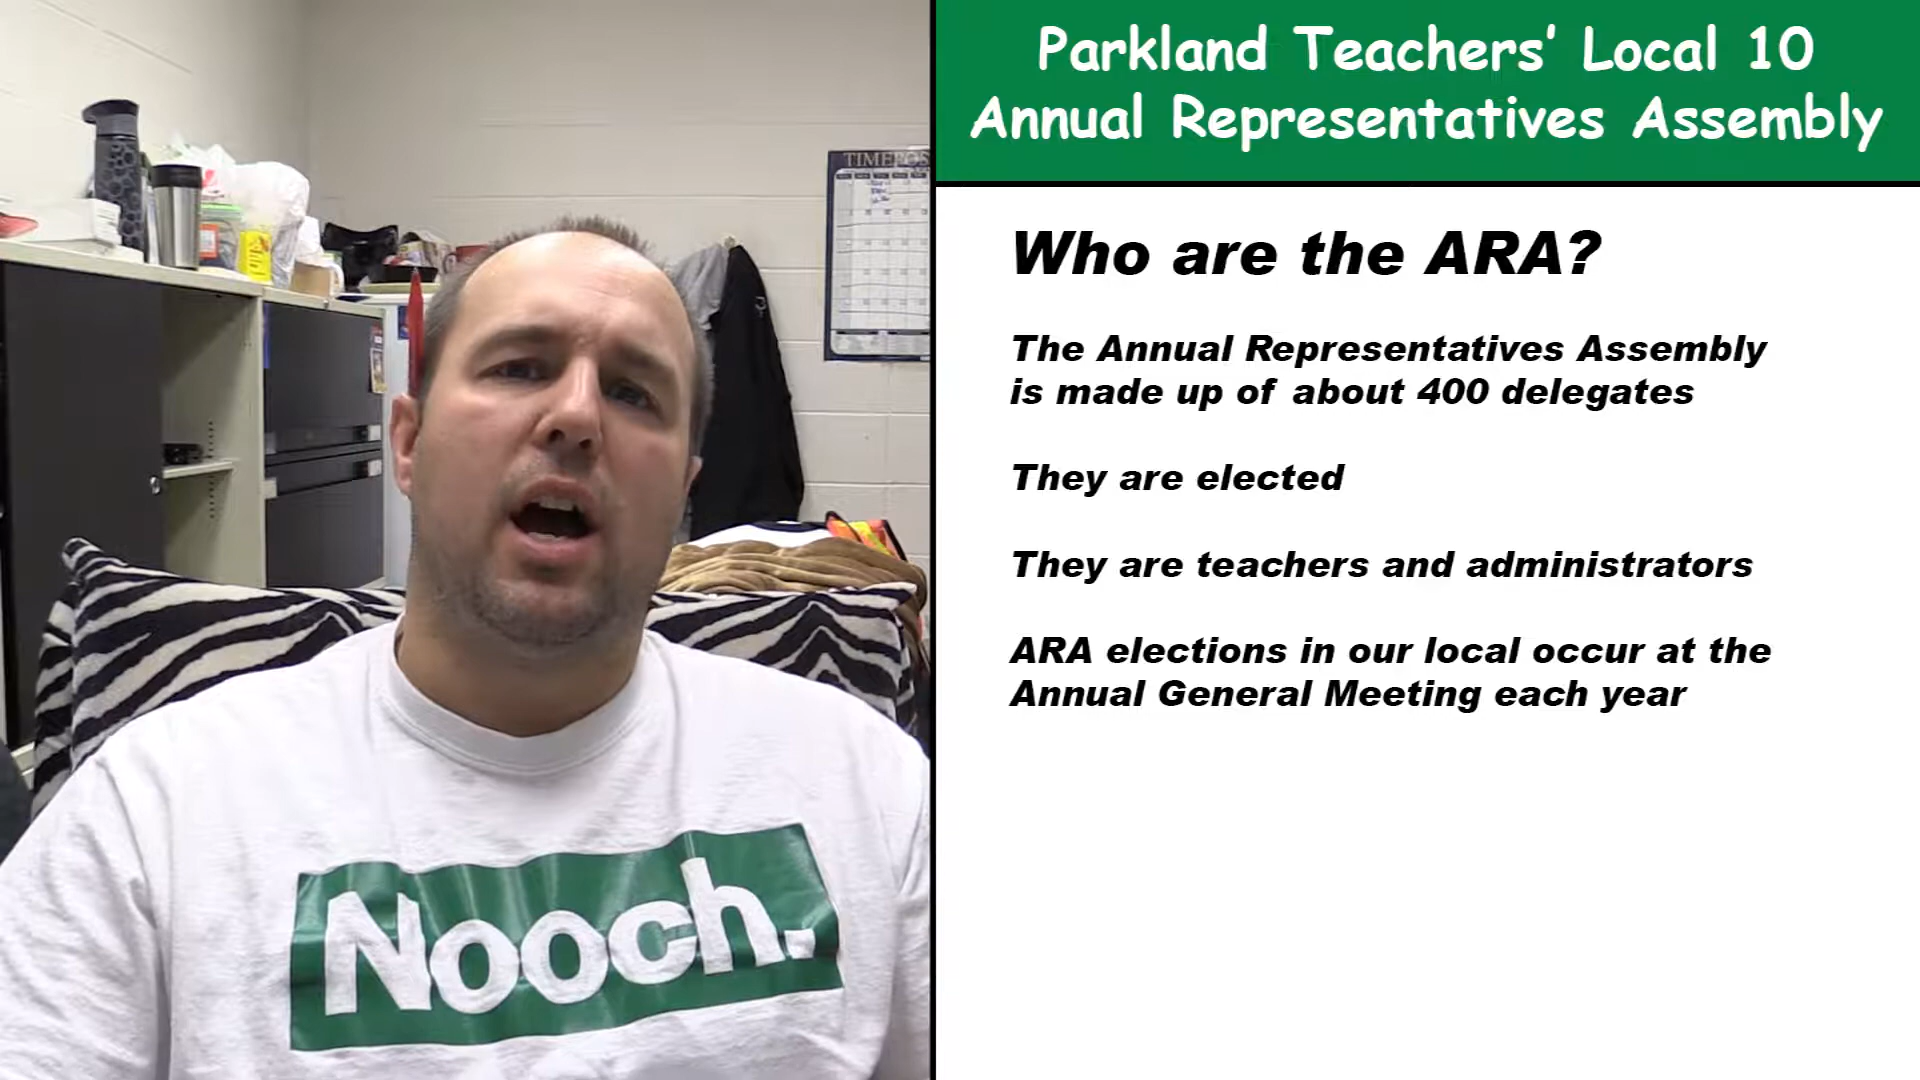 Parkland Teachers' Local 10
Annual Representatives Assembly
TIMEPOS
Who are the ARA?
The Annual Representatives Assembly
is made up of about 400 delegates
They are elected
They are teachers and administrators
ARA elections in our local occur at the
Annual General Meeting each year
Nooch.